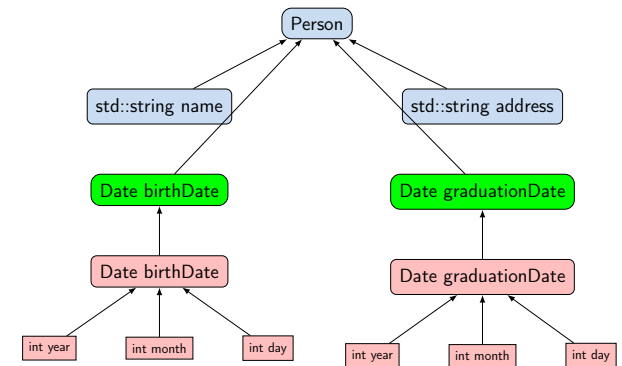 Person
std::string name
std::string address
Date birthDate
Date graduationDate
Date birthDate
Date graduationDate
int year
int month
int day
int year
int month
int day